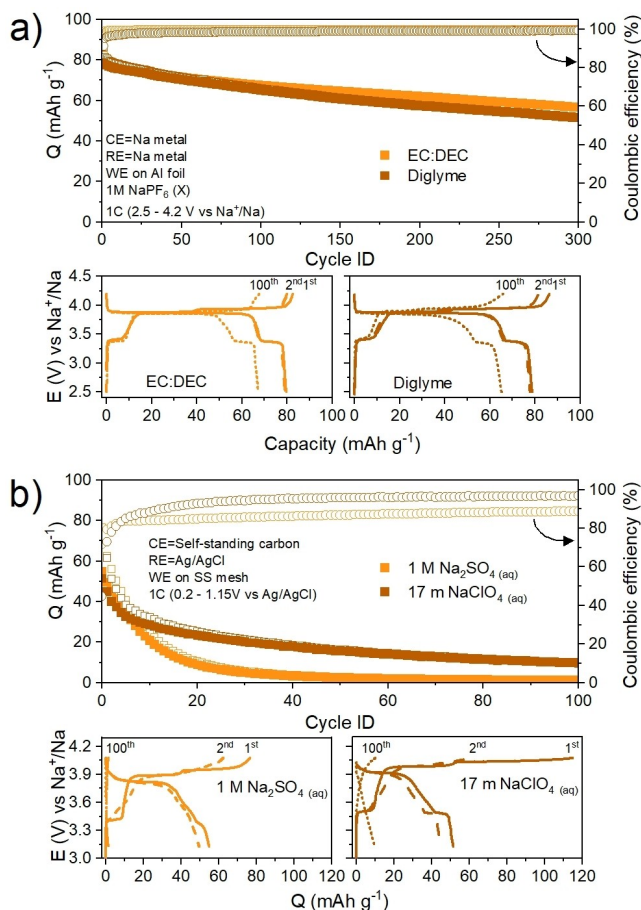 a)
100
80
60
40
20
0
Q (mAh g⁻¹)
100
80
60
40
20
0
Coulombic efficiency (%)
CE=Na metal
RE=Na metal
WE on Al foil
1M NaPF₆ (X)
1C (2.5 - 4.2 V vs Na⁺/Na)
EC:DEC
Diglyme
0 50 100 150 200 250 300
Cycle ID
E (V) vs Na⁺/Na
4.5
4.0
3.5
3.0
2.5
100ᵗʰ 2ⁿᵈ1ˢᵗ
EC:DEC
0 20 40 60 80 100
100ᵗʰ 2ⁿᵈ 1ˢᵗ
Diglyme
0 20 40 60 80 100
Capacity (mAh g⁻¹)
b)
100
80
60
40
20
0
Q (mAh g⁻¹)
100
80
60
40
20
0
Coulombic efficiency (%)
CE=Self-standing carbon
RE=Ag/AgCl
WE on SS mesh
1C (0.2 - 1.15V vs Ag/AgCl)
1 M Na₂SO₄ (aq)
17 m NaClO₄ (aq)
0 20 40 60 80 100
Cycle ID
E (V) vs Na⁺/Na
4.2
3.9
3.6
3.3
3.0
100ᵗʰ 2ⁿᵈ 1ˢᵗ
1 M Na₂SO₄ (aq)
0 20 40 60 80 100 120
100ᵗʰ 2ⁿᵈ 1ˢᵗ
17 m NaClO₄ (aq)
0 20 40 60 80 100 120
Q (mAh g⁻¹)